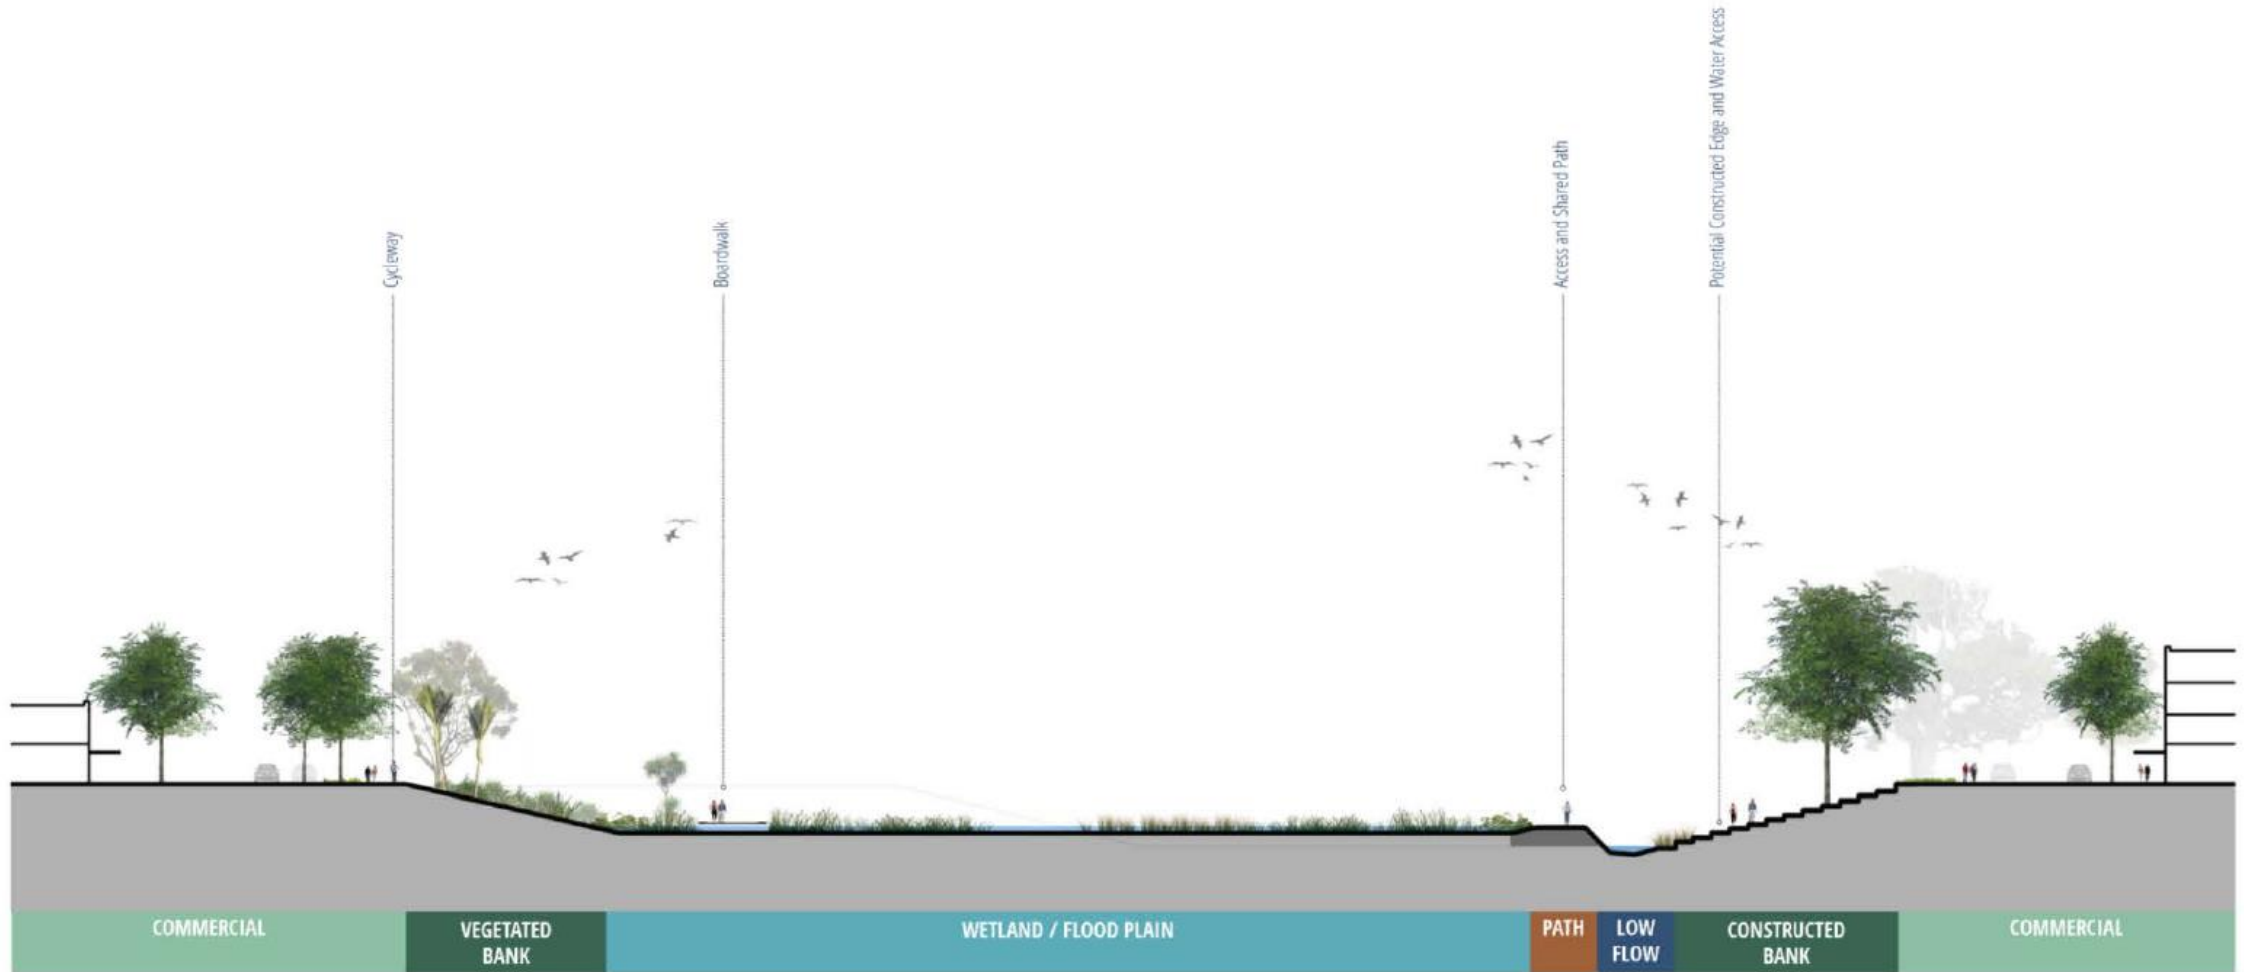 Cycleway
Boardwalk
Access and Shared Path
Potential Constructed Edge and Water Access
COMMERCIAL
VEGETATED
BANK
WETLAND / FLOOD PLAIN
PATH
LOW
FLOW
CONSTRUCTED
BANK
COMMERCIAL